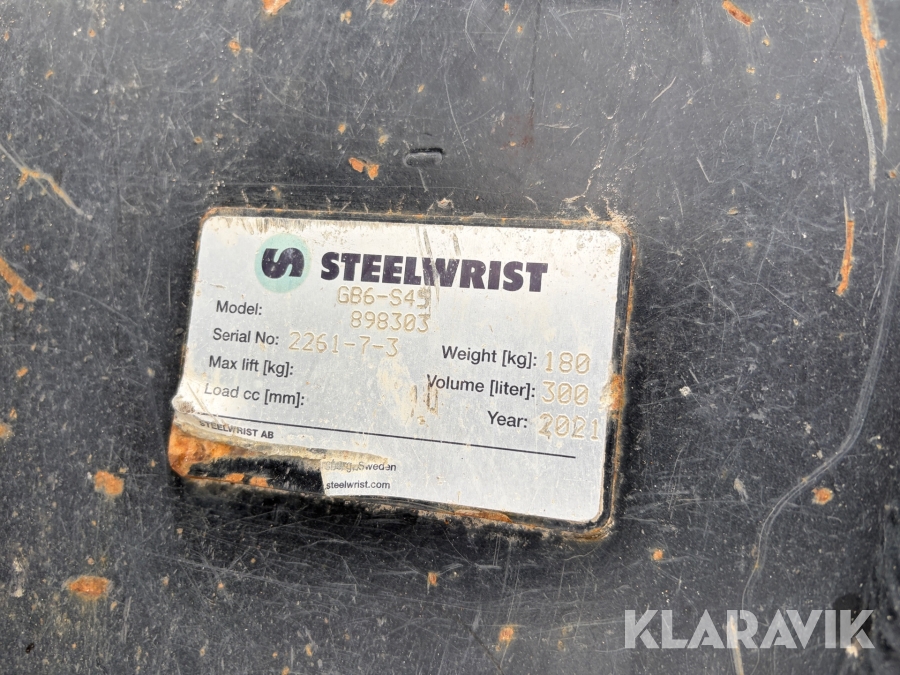 STEELWRIST
Model: GB6-S45
898303
Serial No: 2261-7-3
Weight [kg]: 180
Max lift [kg]:
Volume [liter]: 300
Load cc [mm]:
Year: 2021
STEELWRIST AB
Sweden
steelwrist.com
KLARAVIK